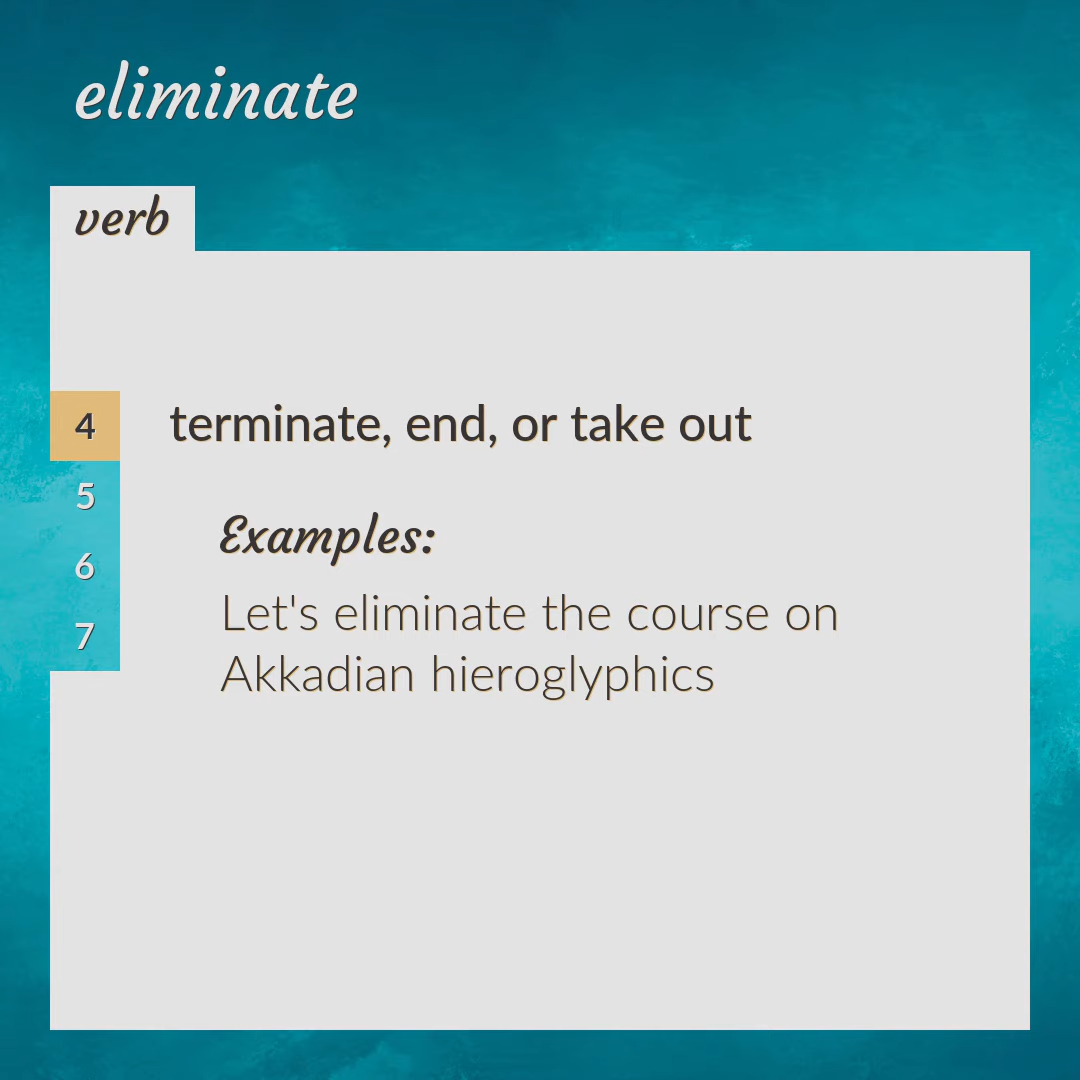 eliminate
verb
4
terminate, end, or take out
5
6
7
Examples:
Let's eliminate the course on
Akkadian hieroglyphics